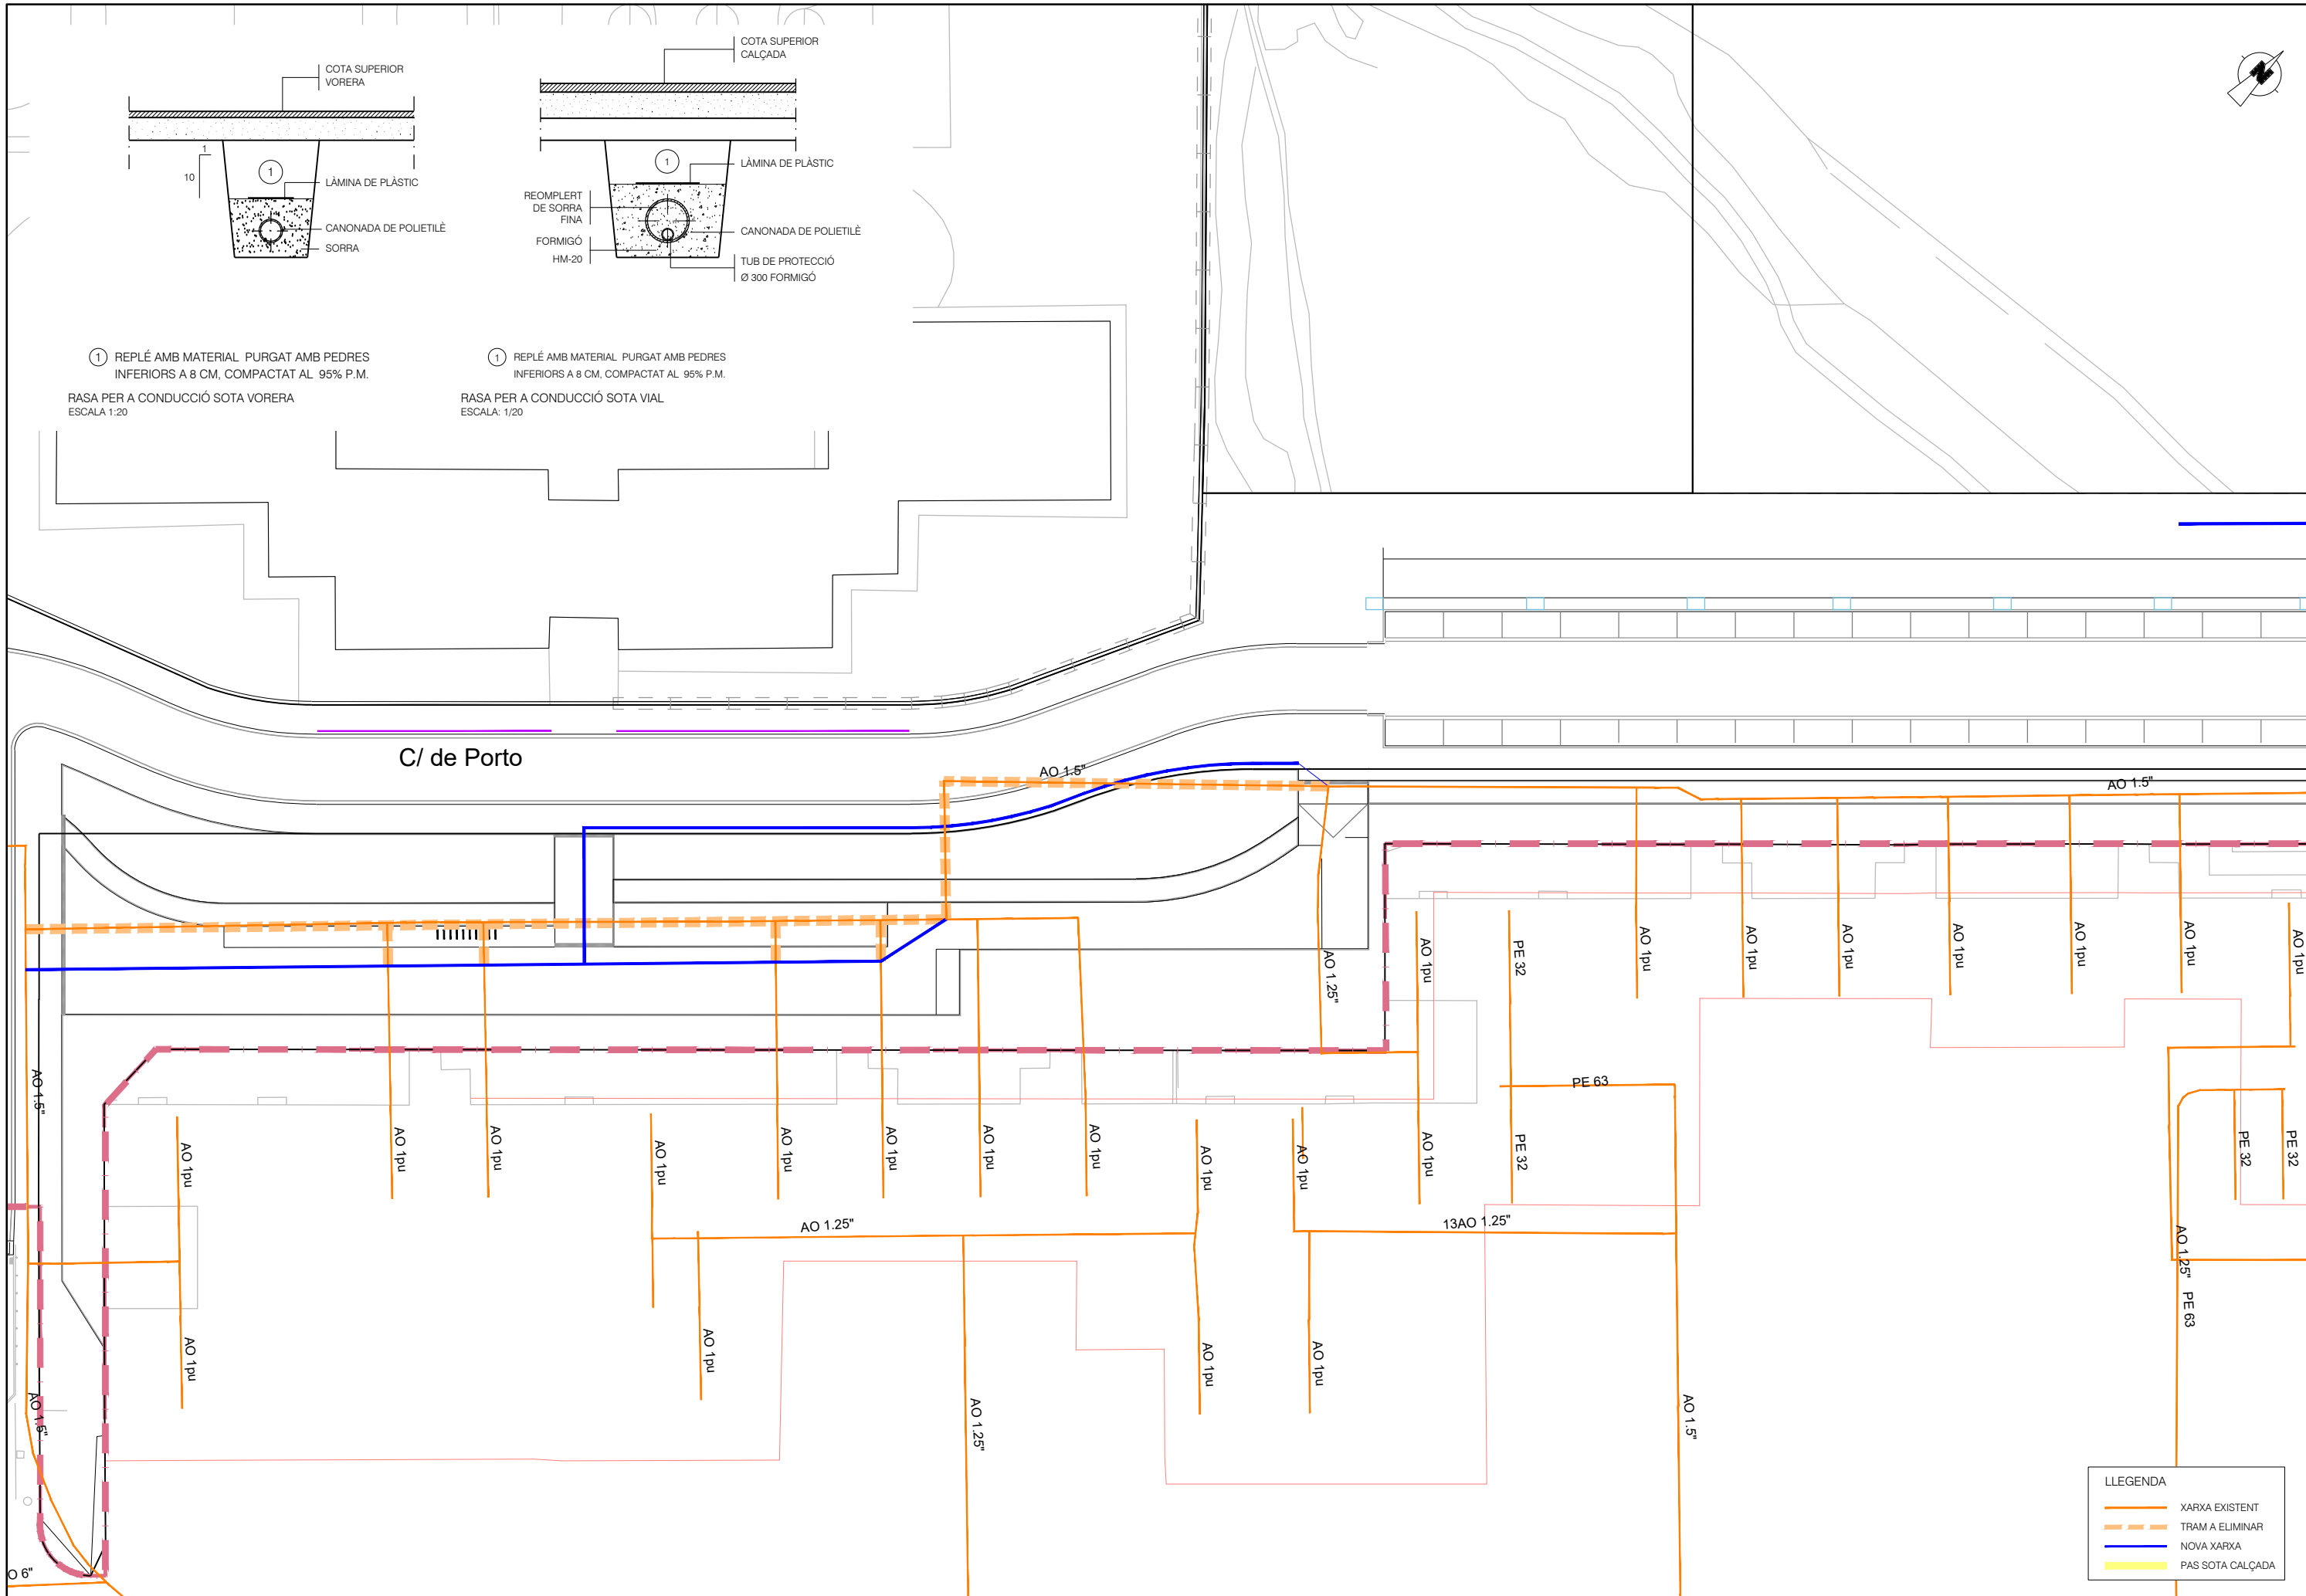 COTA SUPERIOR
VORERA
1
10
1
LÀMINA DE PLÀSTIC
CANONADA DE POLIETILÈ
SORRA
COTA SUPERIOR
CALÇADA
1
LÀMINA DE PLÀSTIC
REOMPLERT
DE SORRA
FINA
CANONADA DE POLIETILÈ
FORMIGÓ
HM-20
TUB DE PROTECCIÓ
Ø 300 FORMIGÓ
N
1 REPLÉ AMB MATERIAL PURGAT AMB PEDRES
INFERIORS A 8 CM, COMPACTAT AL 95% P.M.
RASA PER A CONDUCCIÓ SOTA VORERA
ESCALA 1:20
1 REPLÉ AMB MATERIAL PURGAT AMB PEDRES
INFERIORS A 8 CM, COMPACTAT AL 95% P.M.
RASA PER A CONDUCCIÓ SOTA VIAL
ESCALA: 1/20
C/ de Porto
AO 1.5"
AO 1.5"
AO 1.25"
AO 1pu
PE 32
AO 1pu
AO 1pu
AO 1pu
AO 1pu
AO 1pu
AO 1pu
AO 1pu
AO 1.5"
PE 63
AO 1pu
AO 1pu
AO 1pu
AO 1pu
AO 1pu
AO 1pu
AO 1pu
AO 1pu
AO 1pu
AO 1pu
AO 1pu
PE 32
PE 32
PE 32
AO 1.25"
13AO 1.25"
AO 1.25"
PE 63
AO 1pu
AO 1pu
AO 1pu
AO 1pu
AO 1.5"
AO 1.25"
AO 1.5"
O 6"
LLEGENDA
XARXA EXISTENT
TRAM A ELIMINAR
NOVA XARXA
PAS SOTA CALÇADA